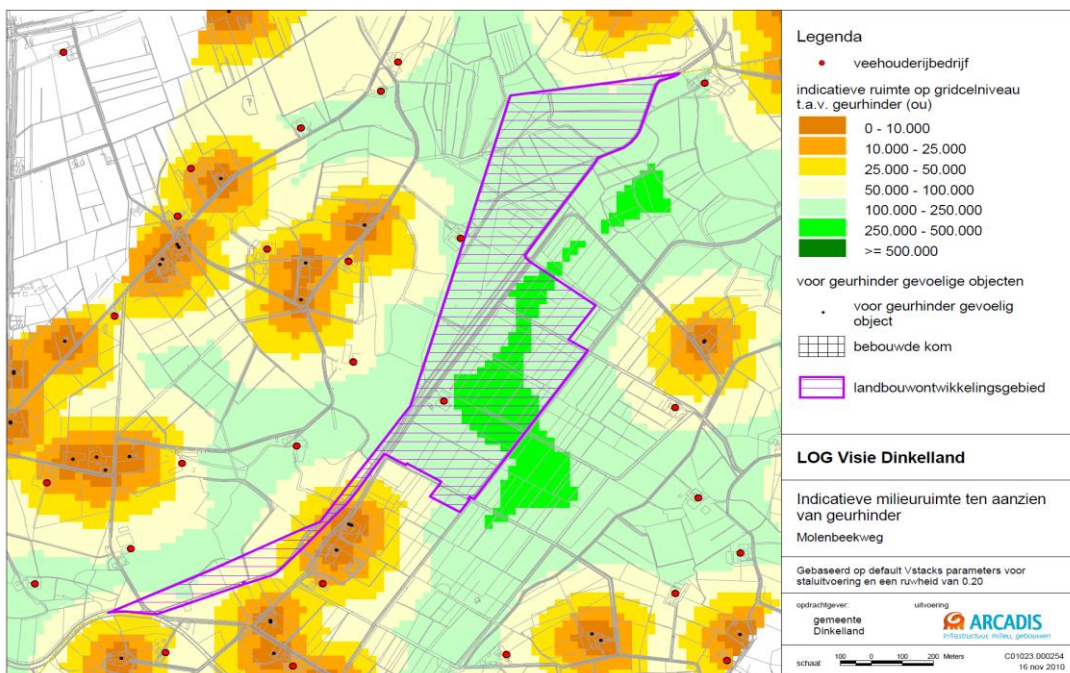 Legenda
veehouderijbedrijf
indicatieve ruimte op gridcelniveau
t.a.v. geurhinder (ou)
0 - 10.000
10.000 - 25.000
25.000 - 50.000
50.000 - 100.000
100.000 - 250.000
250.000 - 500.000
>= 500.000
voor geurhinder gevoelige objecten
voor geurhinder gevoelig
object
bebouwde kom
landbouwontwikkelingsgebied
LOG Visie Dinkelland
Indicatieve milieuruimte ten aanzien
van geurhinder
Molenbeekweg
Gebaseerd op default Vstacks parameters voor
staluitvoering en een ruwheid van 0.20
opdrachtgever: uitvoering
gemeente
Dinkelland
ARCADIS
Infrastructuur, milieu, gebouwen
schaal: 100 0 100 200 Meters C01023.000254
16 nov 2010